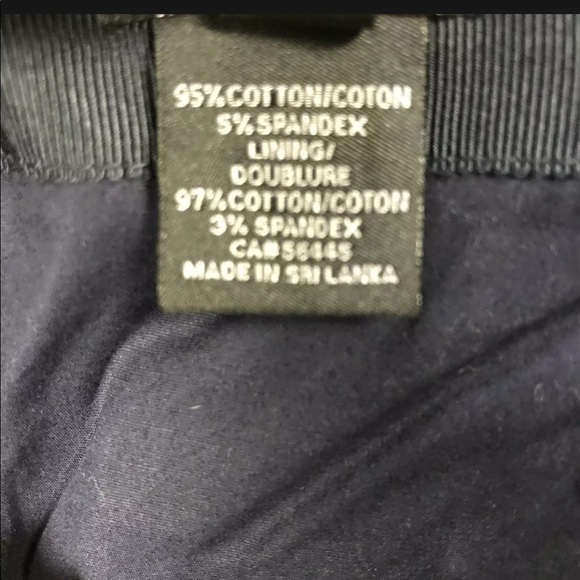 95%COTTON/COTON
5%SPANDEX
LINING/
DOUBLURE
97%COTTON/COTON
3% SPANDEX
CA#56445
MADE IN SRI LANKA